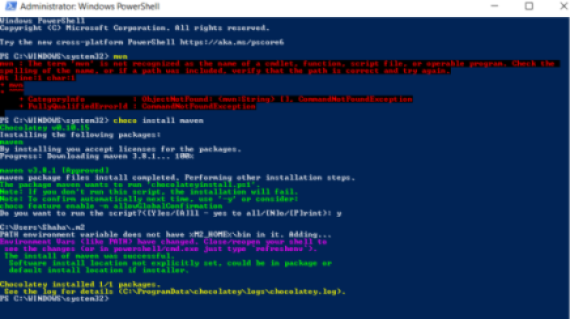 Administrator: Windows PowerShell
Windows PowerShell
Copyright (C) Microsoft Corporation. All rights reserved.
Try the new cross-platform PowerShell https://aka.ms/pscore6
PS C:\WINDOWS\system32> mvn
mvn : The term 'mvn' is not recognized as the name of a cmdlet, function, script file, or operable program. Check the
spelling of the name, or if a path was included, verify that the path is correct and try again.
At line:1 char:1
+ mvn
+ ~~~
+ CategoryInfo : ObjectNotFound: (mvn:String) [], CommandNotFoundException
+ FullyQualifiedErrorId : CommandNotFoundException
PS C:\WINDOWS\system32> choco install maven
Chocolatey v0.10.15
Installing the following packages:
maven
By installing you accept licenses for the packages.
Progress: Downloading maven 3.8.1... 100%
maven v3.8.1 [Approved]
maven package files install completed. Performing other installation steps.
The package maven wants to run 'chocolateyinstall.ps1'.
Note: If you don't run this script, the installation will fail.
Note: To confirm automatically next time, use '-y' or consider:
choco feature enable -n allowGlobalConfirmation
Do you want to run the script?([Y]es/[A]ll - yes to all/[N]o/[P]rint): y
C:\Users\Shaha\.m2
PATH environment variable does not have %M2_HOME%\bin in it. Adding...
Environment Vars (like PATH) have changed. Close/reopen your shell to
see the changes (or in powershell/cmd.exe just type `refreshenv`).
The install of maven was successful.
Software install location not explicitly set, could be in package or
default install location if installer.
Chocolatey installed 1/1 packages.
See the log for details (C:\ProgramData\chocolatey\logs\chocolatey.log).
PS C:\WINDOWS\system32>